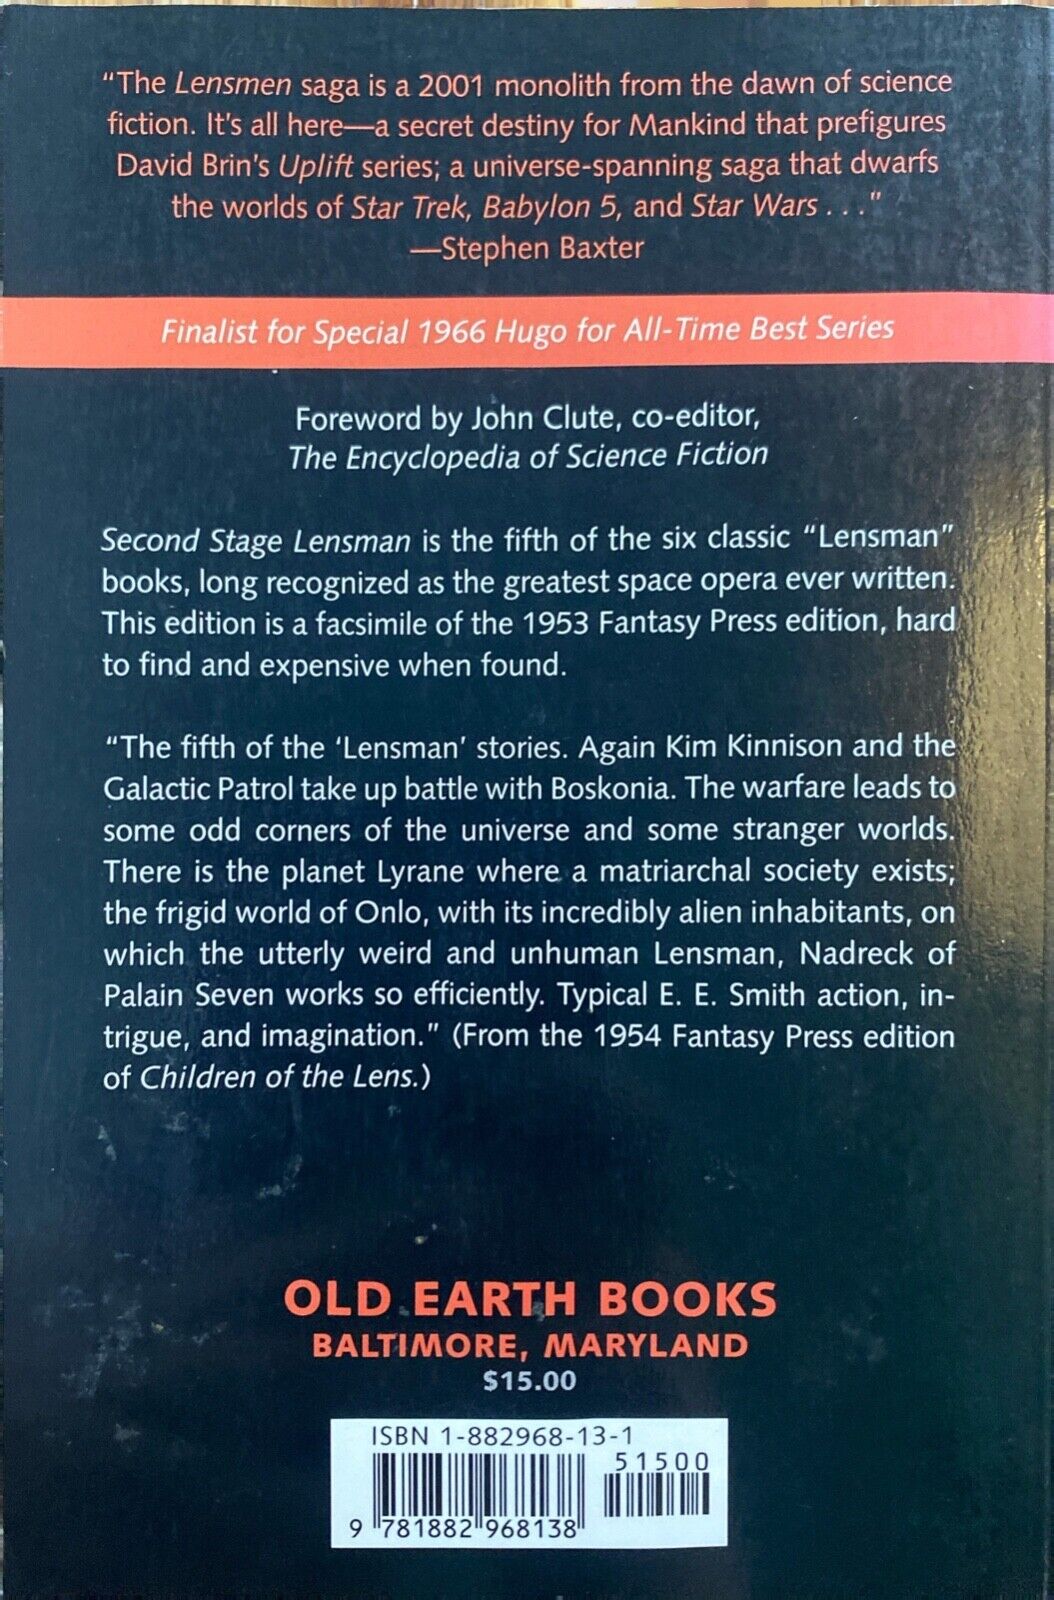 “The Lensmen saga is a 2001 monolith from the dawn of science
fiction. It's all here—a secret destiny for Mankind that prefigures
David Brin's Uplift series; a universe-spanning saga that dwarfs
the worlds of Star Trek, Babylon 5, and Star Wars . . .”
—Stephen Baxter
Finalist for Special 1966 Hugo for All-Time Best Series
Foreword by John Clute, co-editor,
The Encyclopedia of Science Fiction
Second Stage Lensman is the fifth of the six classic “Lensman”
books, long recognized as the greatest space opera ever written.
This edition is a facsimile of the 1953 Fantasy Press edition, hard
to find and expensive when found.
“The fifth of the ‘Lensman’ stories. Again Kim Kinnison and the
Galactic Patrol take up battle with Boskonia. The warfare leads to
some odd corners of the universe and some stranger worlds.
There is the planet Lyrane where a matriarchal society exists;
the frigid world of Onlo, with its incredibly alien inhabitants, on
which the utterly weird and unhuman Lensman, Nadreck of
Palain Seven works so efficiently. Typical E. E. Smith action, in-
trigue, and imagination.” (From the 1954 Fantasy Press edition
of Children of the Lens.)
OLD EARTH BOOKS
BALTIMORE, MARYLAND
$15.00
ISBN 1-882968-13-1
51500
9 781882 968138